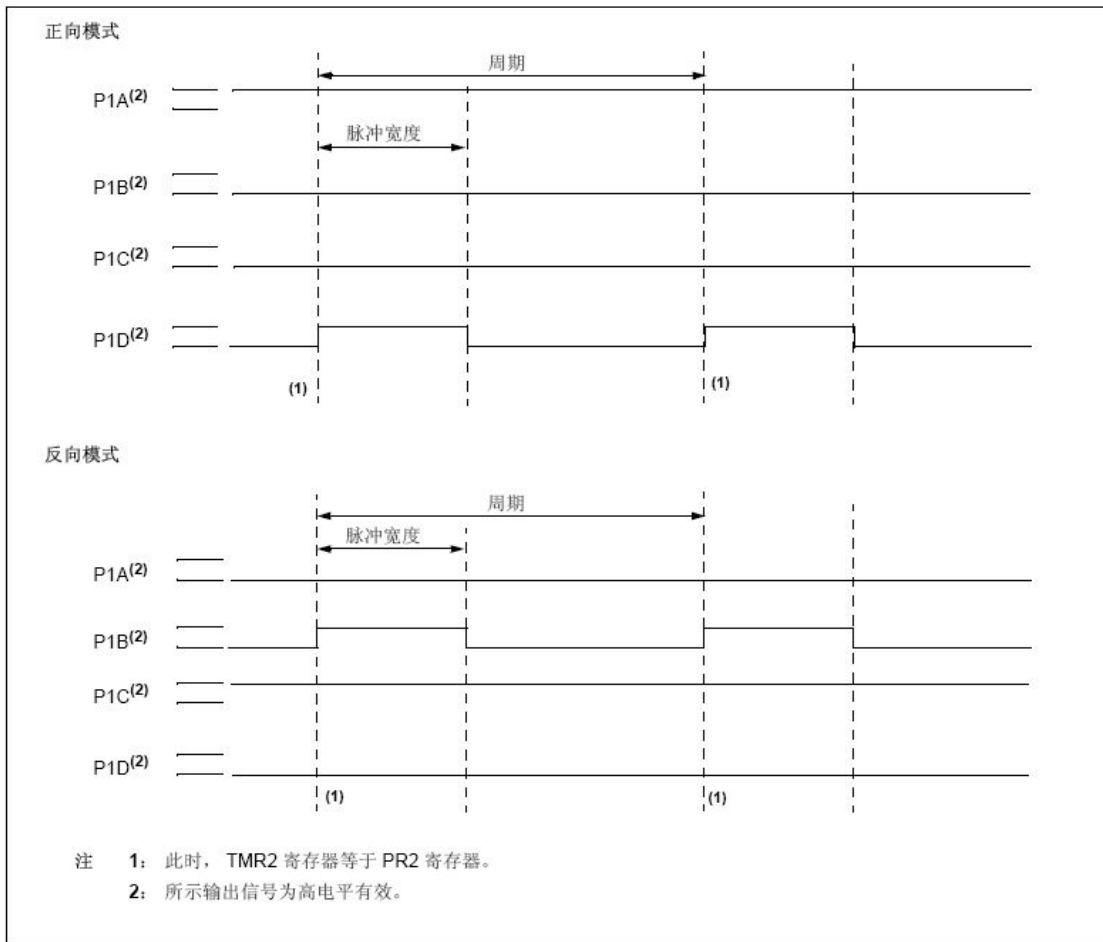 正向模式
周期
P1A(2)
脉冲宽度
P1B(2)
P1C(2)
P1D(2)
(1) (1)
反向模式
周期
脉冲宽度
P1A(2)
P1B(2)
P1C(2)
P1D(2)
(1) (1)
注 1： 此时， TMR2 寄存器等于 PR2 寄存器。
2： 所示输出信号为高电平有效。